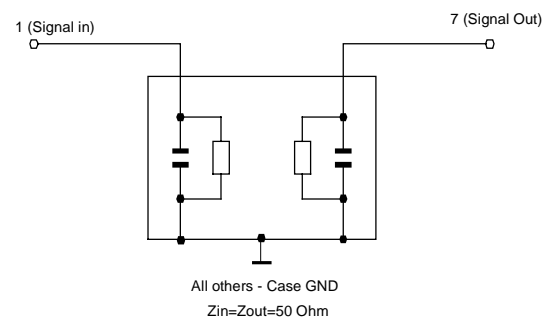 1 (Signal in)
7 (Signal Out)
All others - Case GND
Zin=Zout=50 Ohm